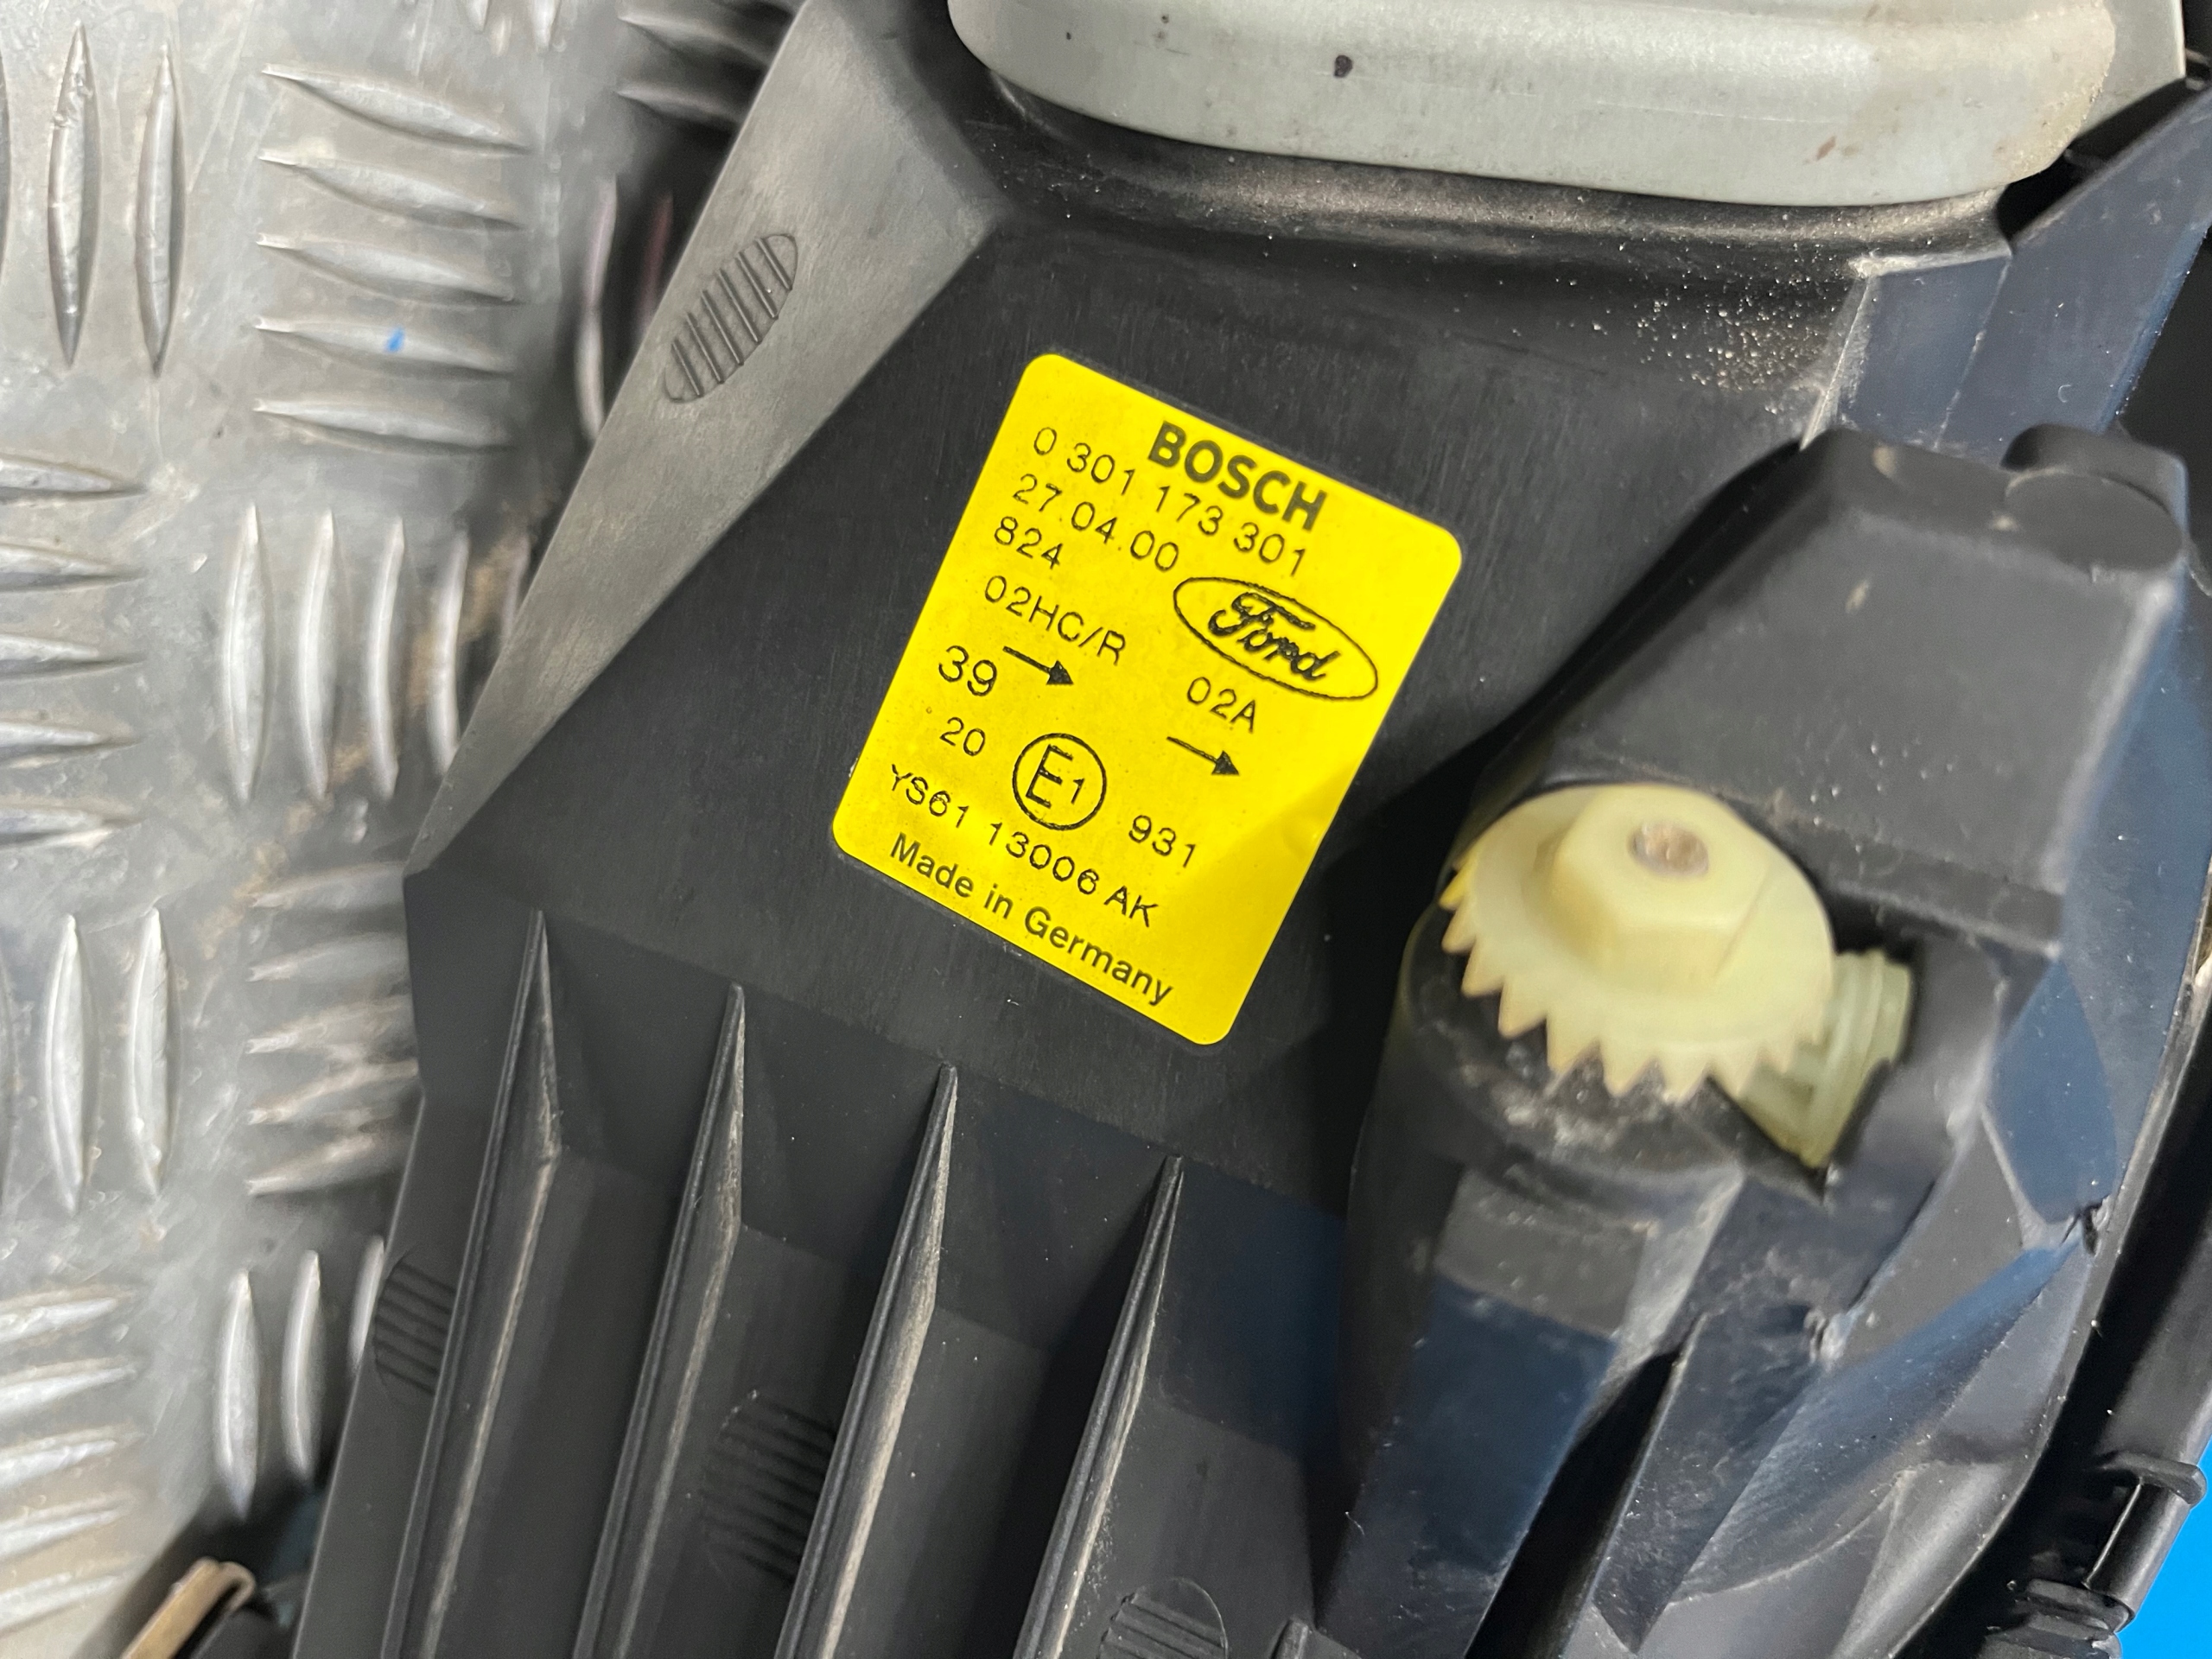 BOSCH
0 301 173 301
27.04.00
824
Ford
02HC/R
02A
39
20
E1
931
YS61 13006 AK
Made in Germany